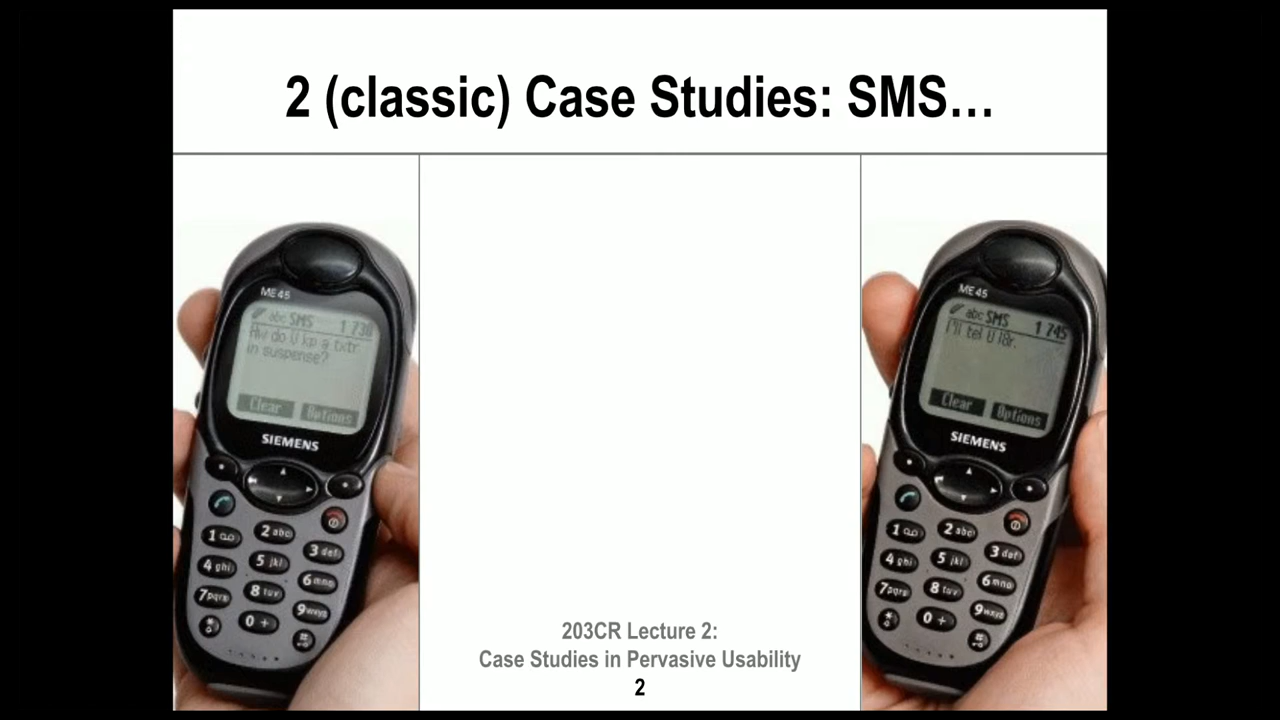 2 (classic) Case Studies: SMS…
ME45
abc SMS 1 730
Hw do U kp a txtr
in suspense?
Clear Options
SIEMENS
1
2 abc
3 def
4 ghi
5 jkl
6 mno
7pqrs
8 tuv
9wxyz
0 +
ME45
abc SMS 1 745
I'll tel U l8r.
Clear Options
SIEMENS
1
2 abc
3 def
4 ghi
5 jkl
6 mno
7pqrs
8 tuv
9wxyz
0 +
203CR Lecture 2:
Case Studies in Pervasive Usability
2